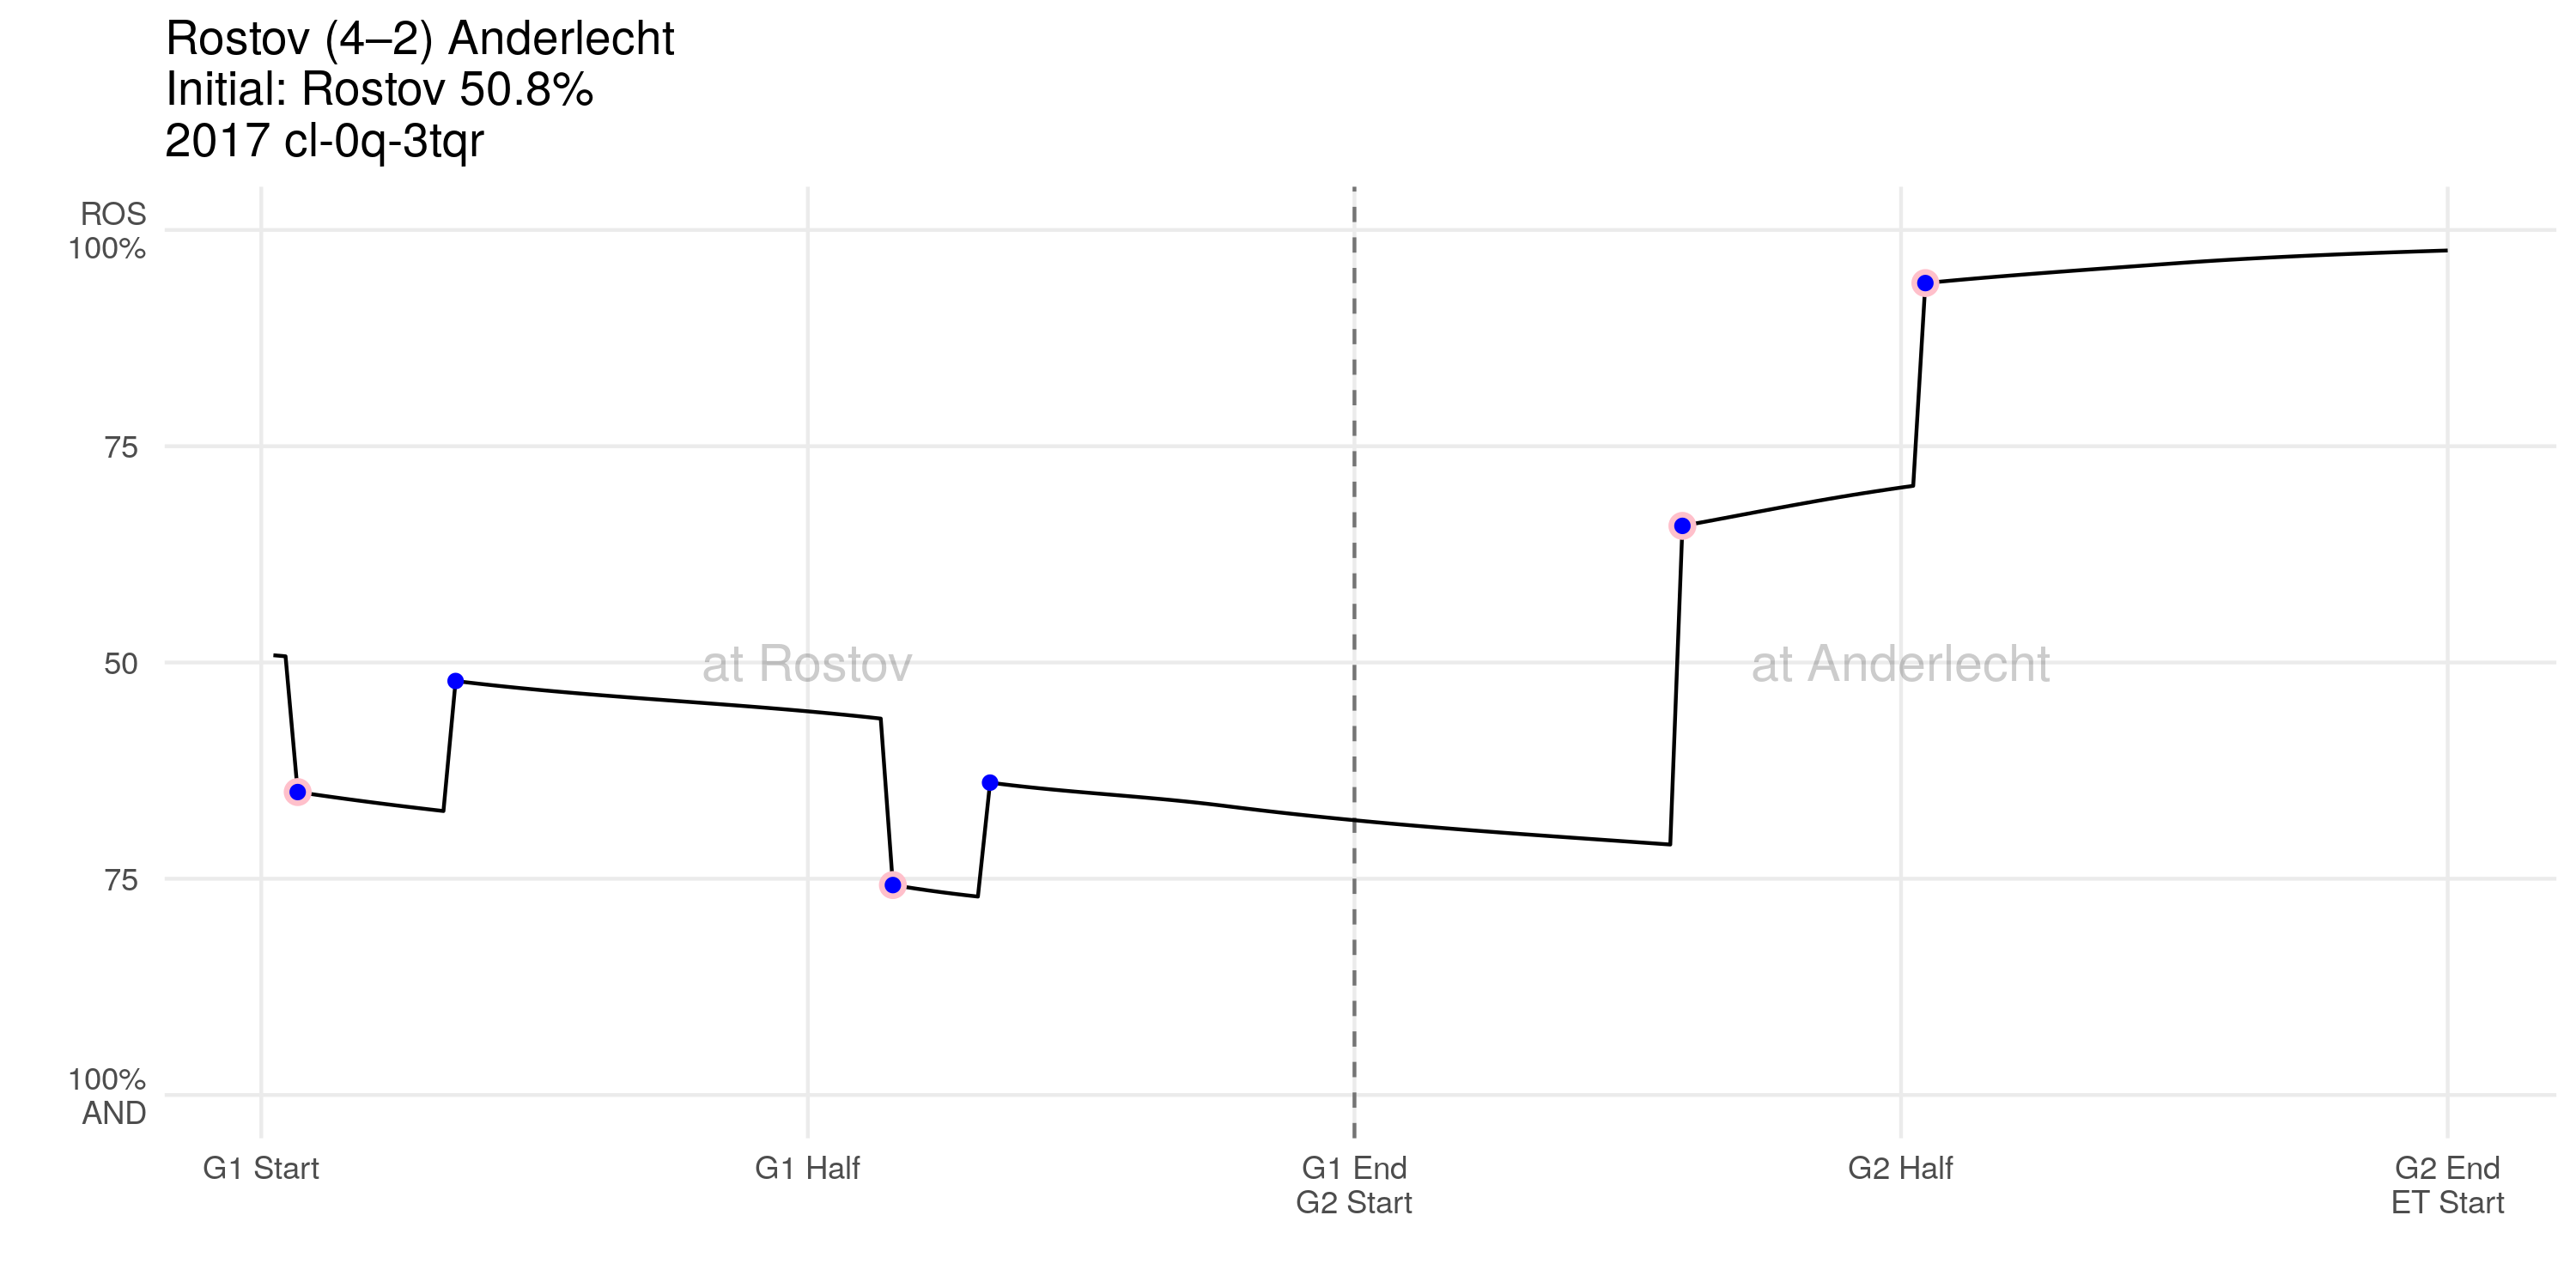 Rostov (4–2) Anderlecht
Initial: Rostov 50.8%
2017 cl-0q-3tqr
ROS
100%
75
50
75
100%
AND
at Rostov
at Anderlecht
G1 Start
G1 Half
G1 End
G2 Start
G2 Half
G2 End
ET Start